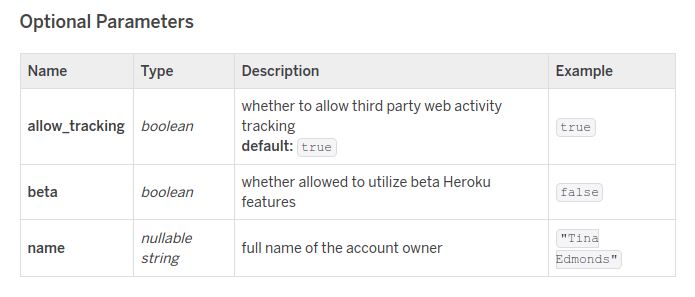 Optional Parameters
Name Type Description Example
allow_tracking boolean whether to allow third party web activity
tracking
default: true true
beta boolean whether allowed to utilize beta Heroku
features false
name nullable
string full name of the account owner "Tina
Edmonds"